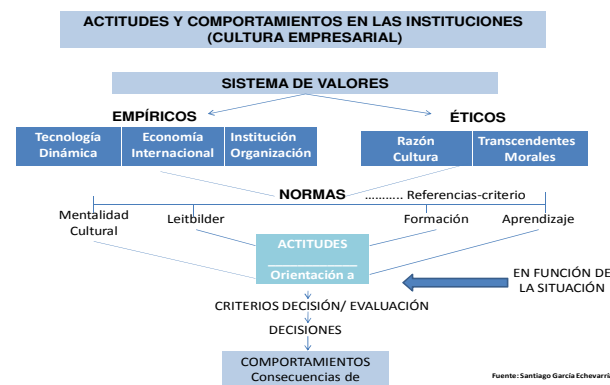 ACTITUDES Y COMPORTAMIENTOS EN LAS INSTITUCIONES
(CULTURA EMPRESARIAL)
SISTEMA DE VALORES
EMPÍRICOS
ÉTICOS
Tecnología
Dinámica
Economía
Internacional
Institución
Organización
Razón
Cultura
Transcendentes
Morales
NORMAS ........... Referencias-criterio
Mentalidad
Cultural
Leitbilder
Formación
Aprendizaje
ACTITUDES
Orientación a
EN FUNCIÓN DE
LA SITUACIÓN
CRITERIOS DECISIÓN/ EVALUACIÓN
DECISIONES
COMPORTAMIENTOS
Consecuencias de
Fuente: Santiago García Echevarrí